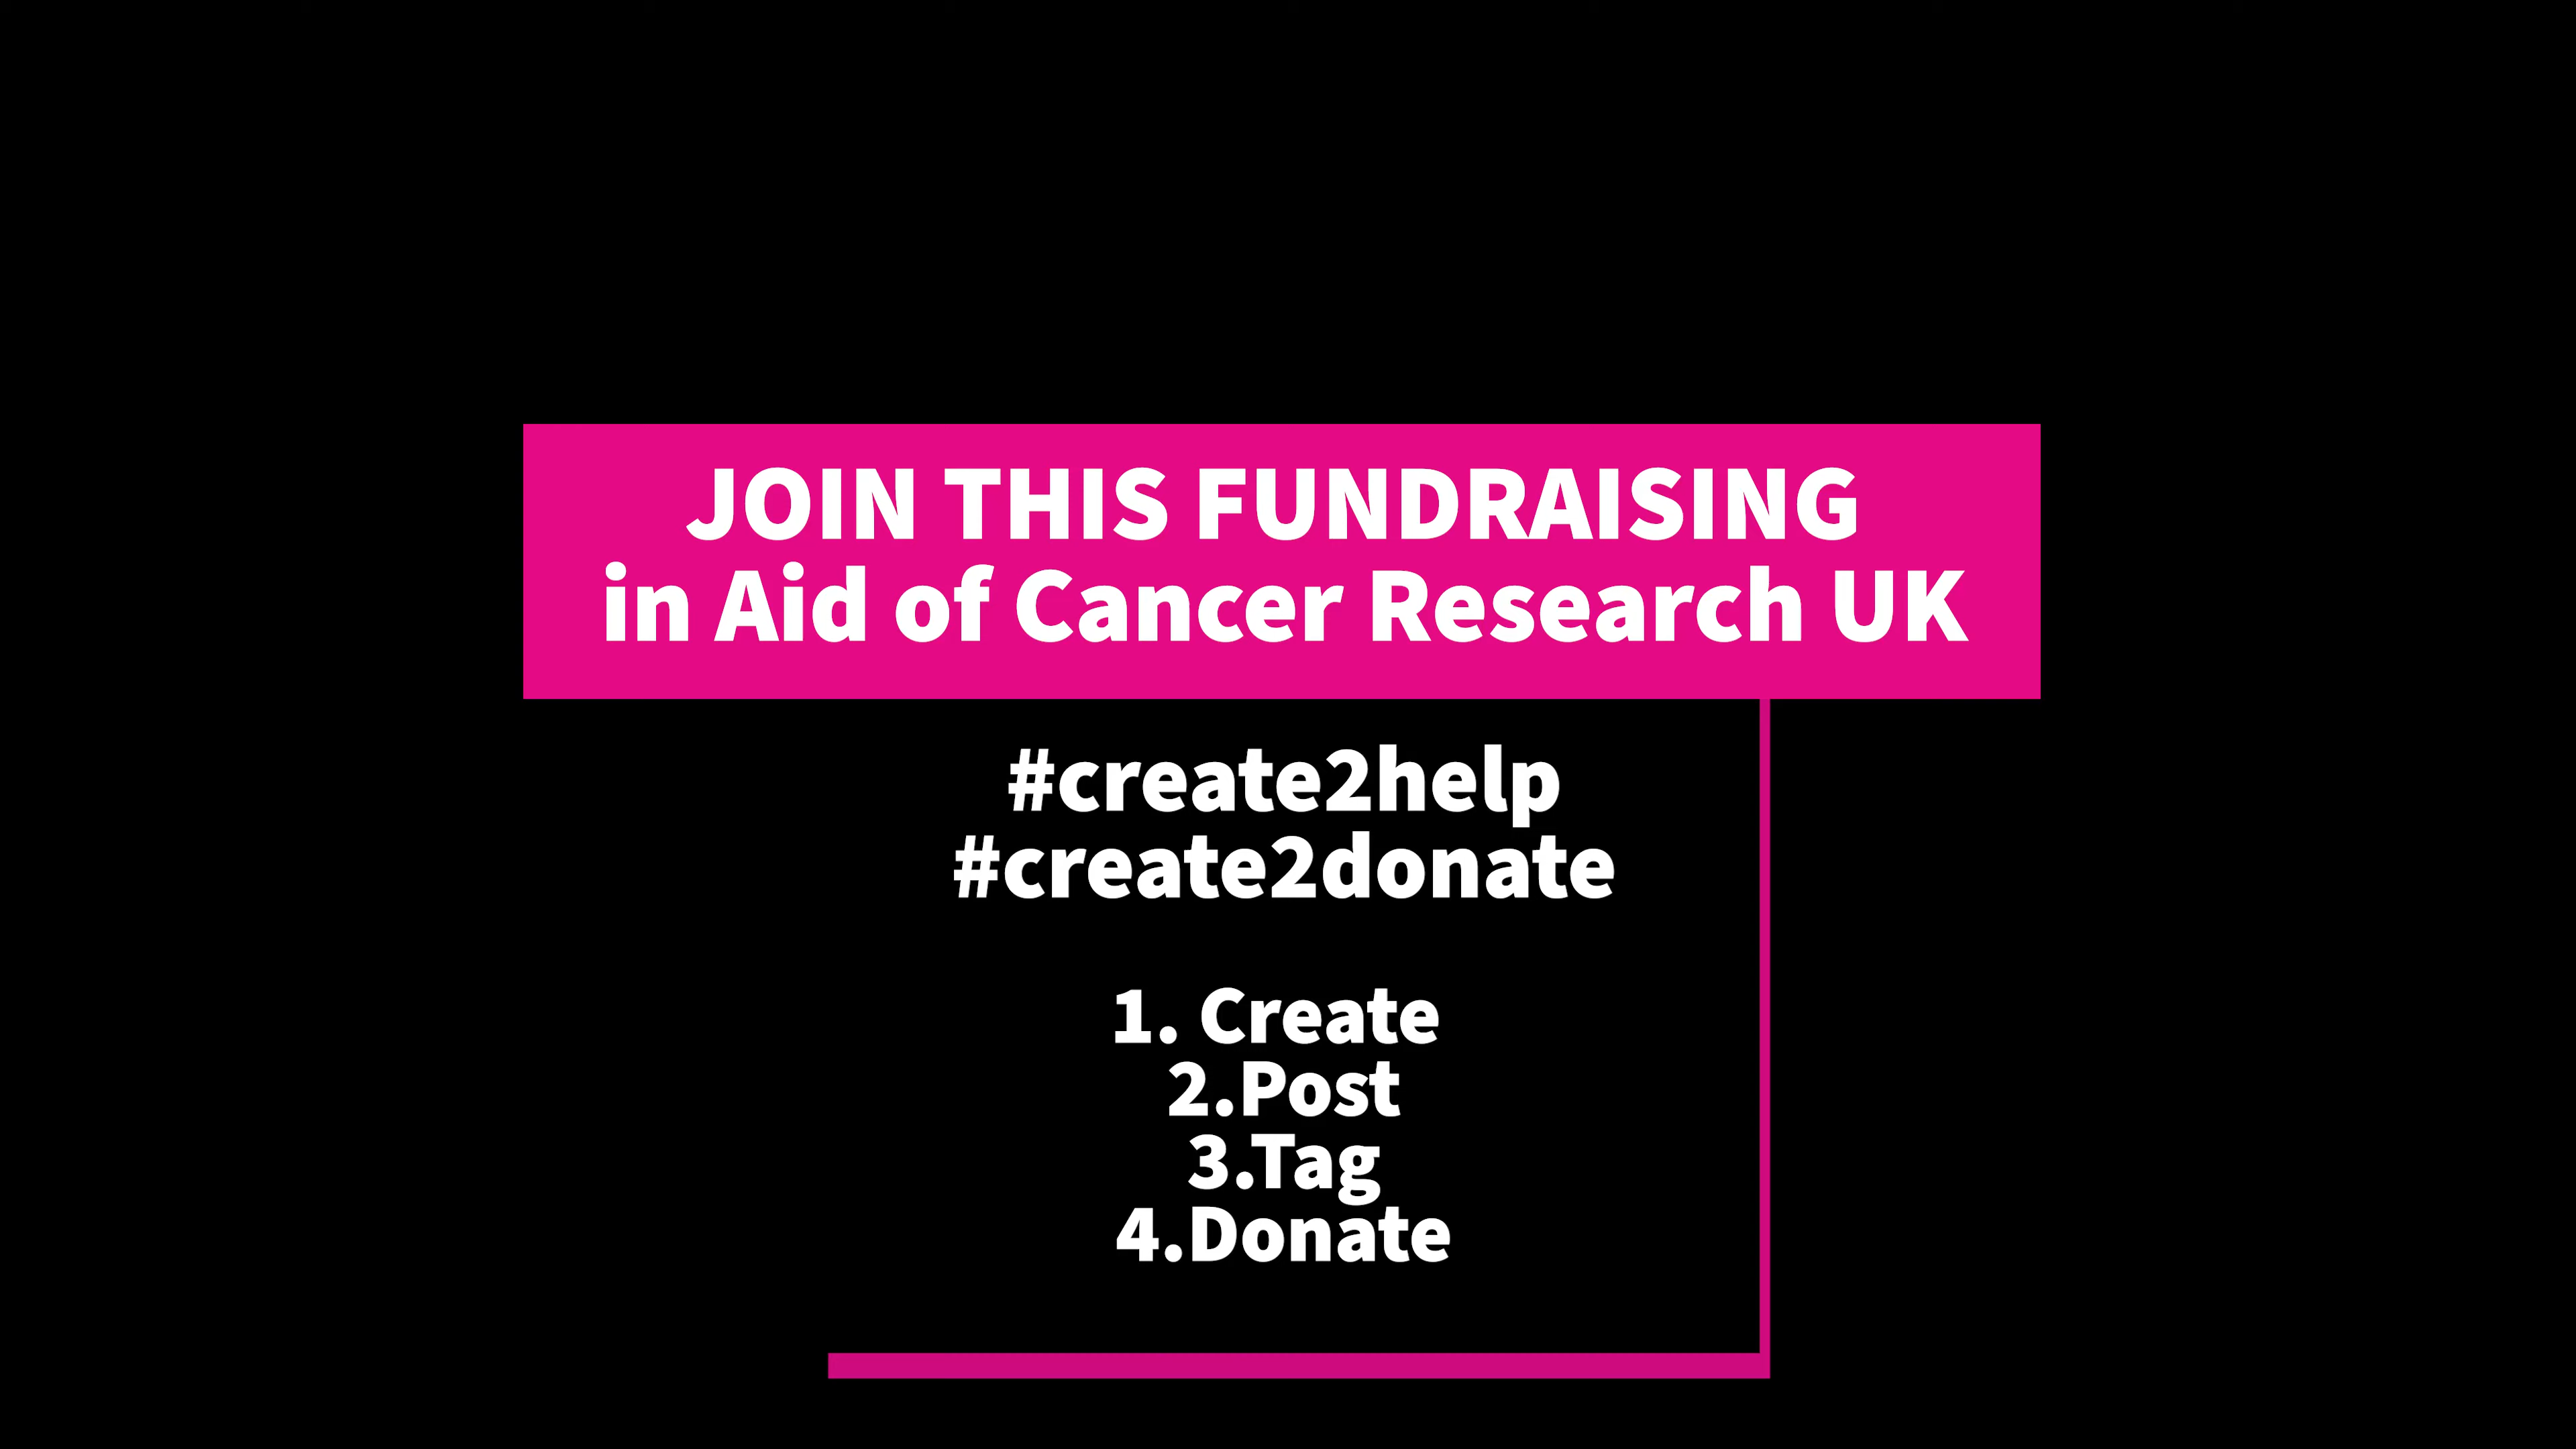 JOIN THIS FUNDRAISING
in Aid of Cancer Research UK
#create2help
#create2donate
1. Create
2.Post
3.Tag
4.Donate